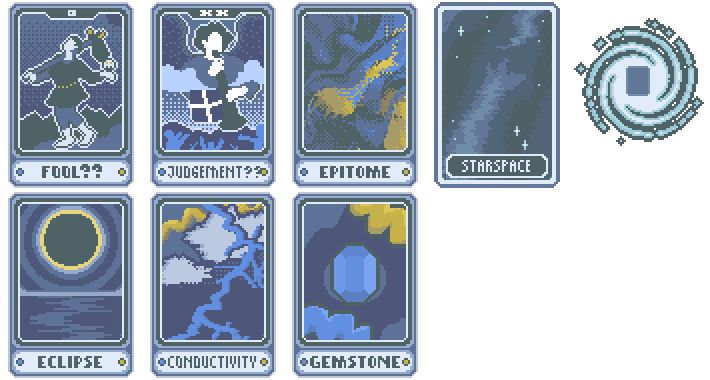 FOOL??
JUDGEMENT??
EPITOME
STARSPACE
ECLIPSE
CONDUCTIVITY
GEMSTONE